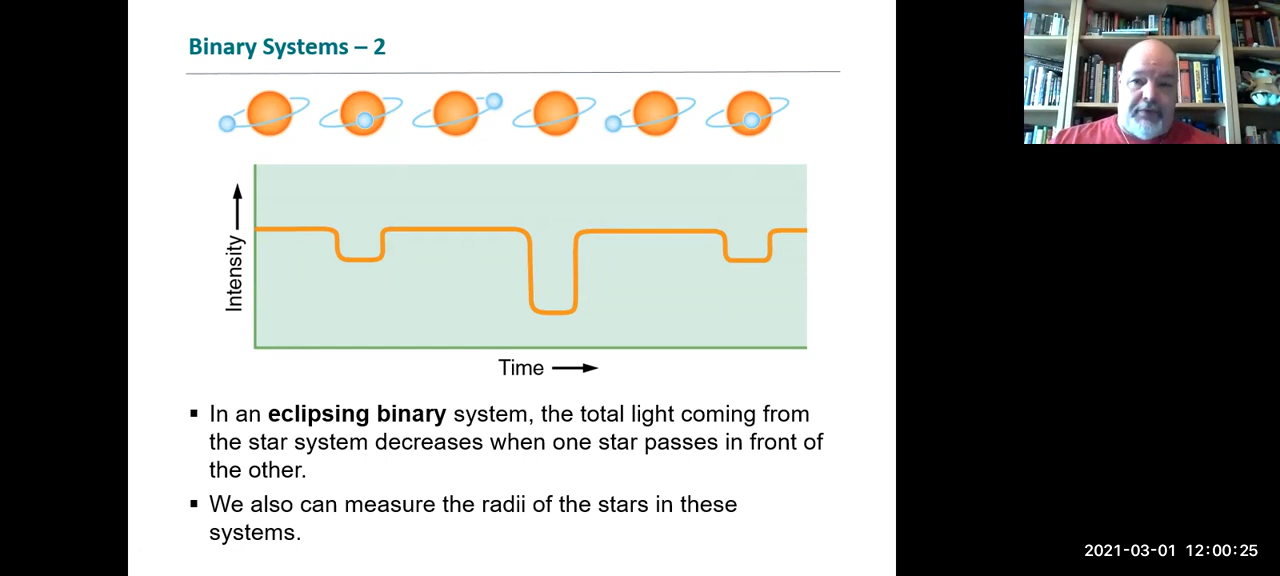 Binary Systems – 2
Intensity
Time
▪ In an eclipsing binary system, the total light coming from
the star system decreases when one star passes in front of
the other.
▪ We also can measure the radii of the stars in these
systems.
2021-03-01 12:00:25